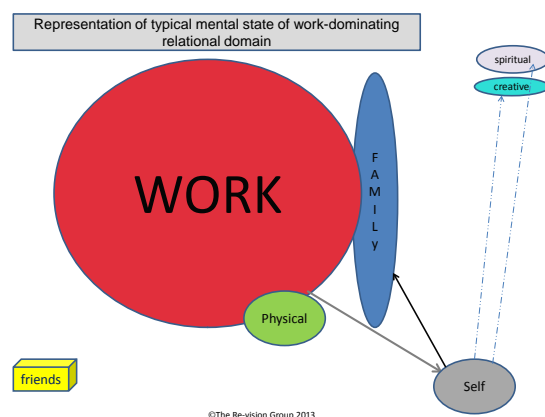 Representation of typical mental state of work-dominating
relational domain
spiritual
creative
WORK
F
A
M
I
L
y
Physical
friends
Self
©The Re-vision Group 2013